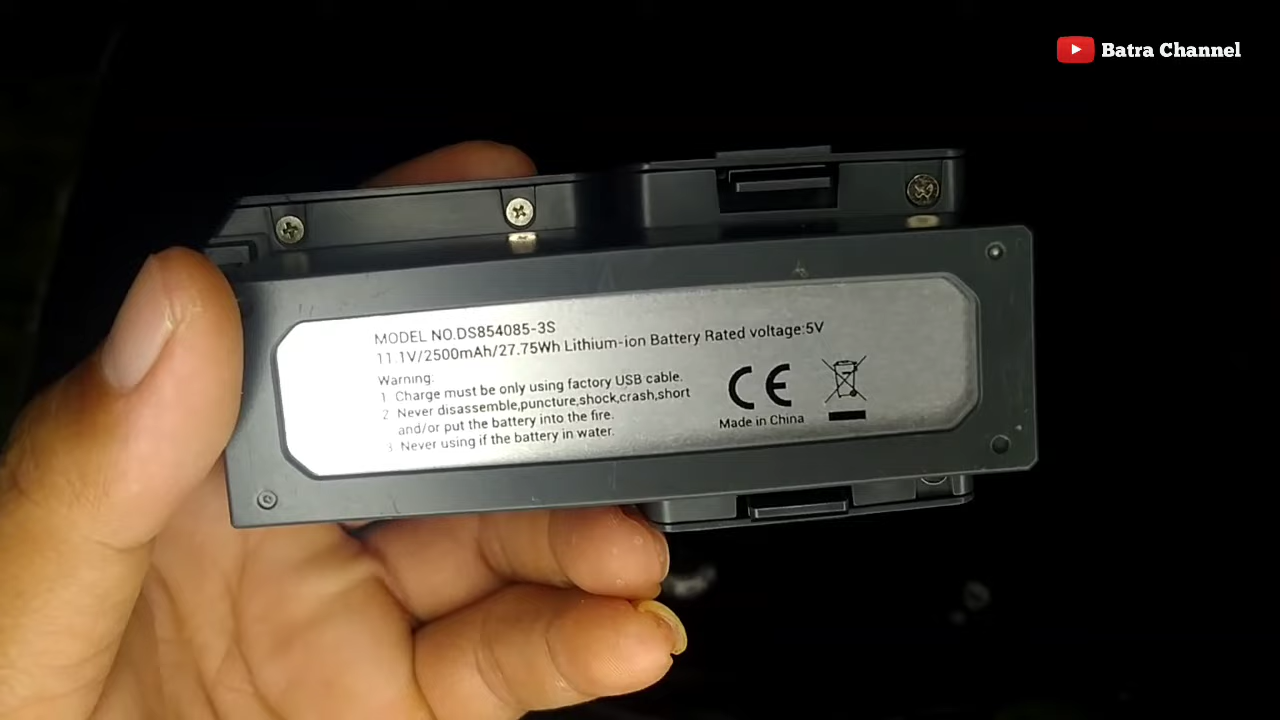 Batra Channel
MODEL NO.DS854085-3S
11.1V/2500mAh/27.75Wh Lithium-ion Battery Rated voltage:5V
Warning:
1 Charge must be only using factory USB cable.
2 Never disassemble,puncture,shock,crash,short
and/or put the battery into the fire.
3 Never using if the battery in water.
CE
Made in China